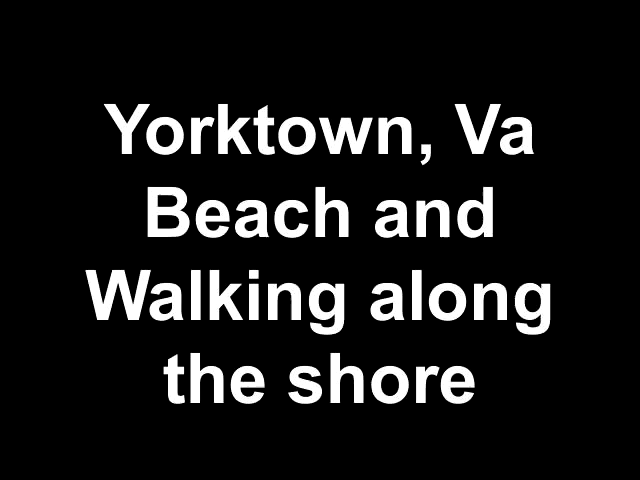 Yorktown, Va
Beach and
Walking along
the shore